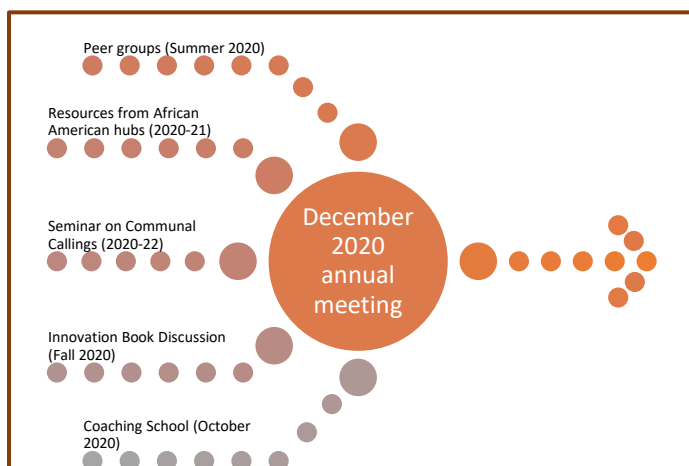 Peer groups (Summer 2020)
Resources from African
American hubs (2020-21)
Seminar on Communal
Callings (2020-22)
Innovation Book Discussion
(Fall 2020)
Coaching School (October
2020)
December
2020
annual
meeting